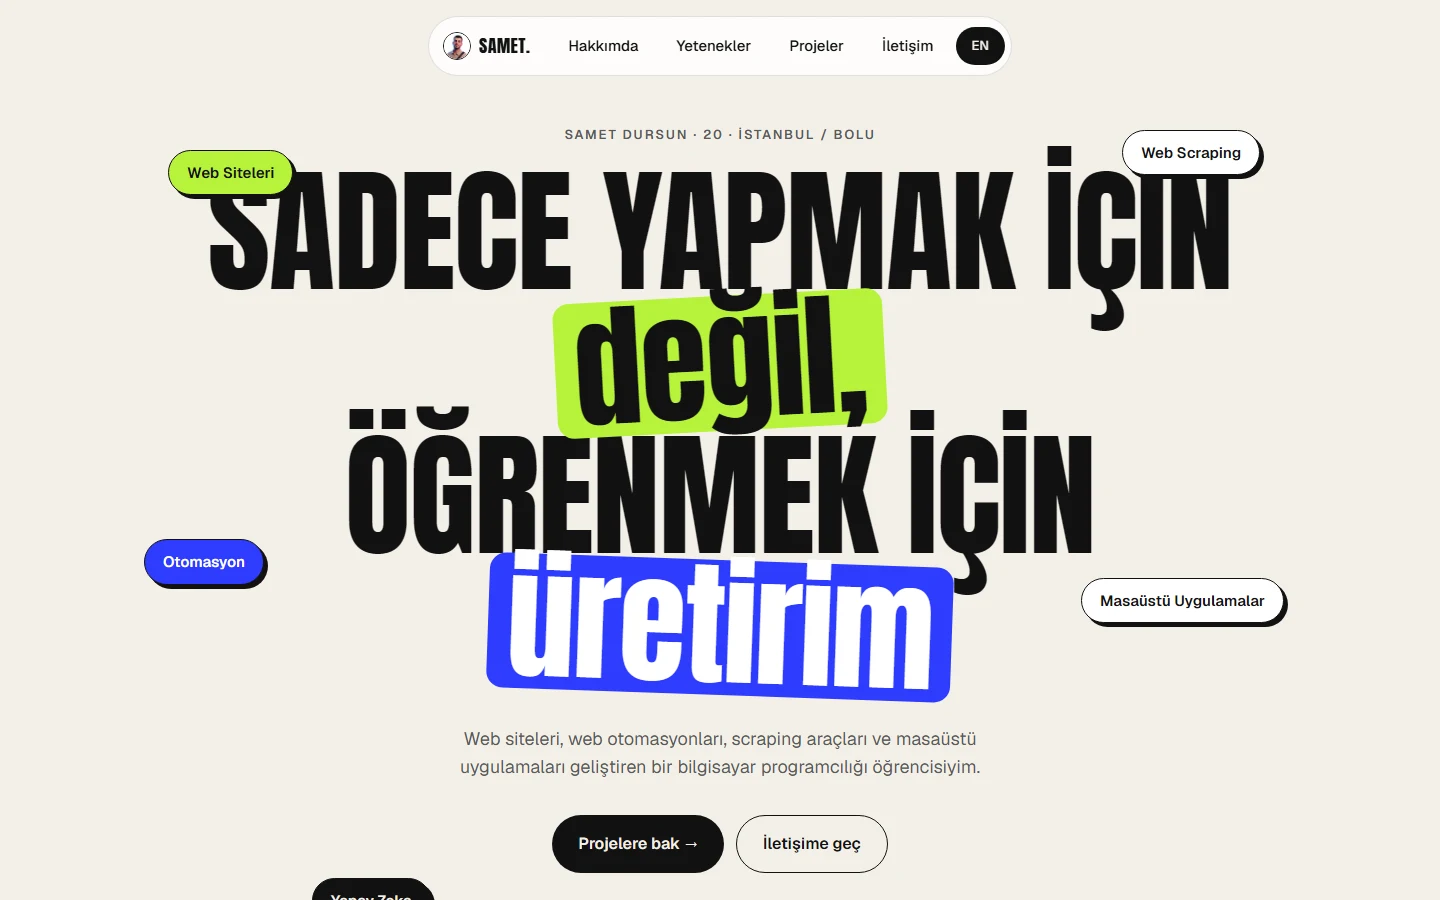 SAMET.
Hakkımda
Yetenekler
Projeler
İletişim
EN
SAMET DURSUN · 20 · İSTANBUL / BOLU
Web Siteleri
Web Scraping
SADECE YAPMAK İÇİN
değil,
ÖĞRENMEK İÇİN
Otomasyon
Masaüstü Uygulamalar
üretirim
Web siteleri, web otomasyonları, scraping araçları ve masaüstü
uygulamaları geliştiren bir bilgisayar programcılığı öğrencisiyim.
Projelere bak →
İletişime geç